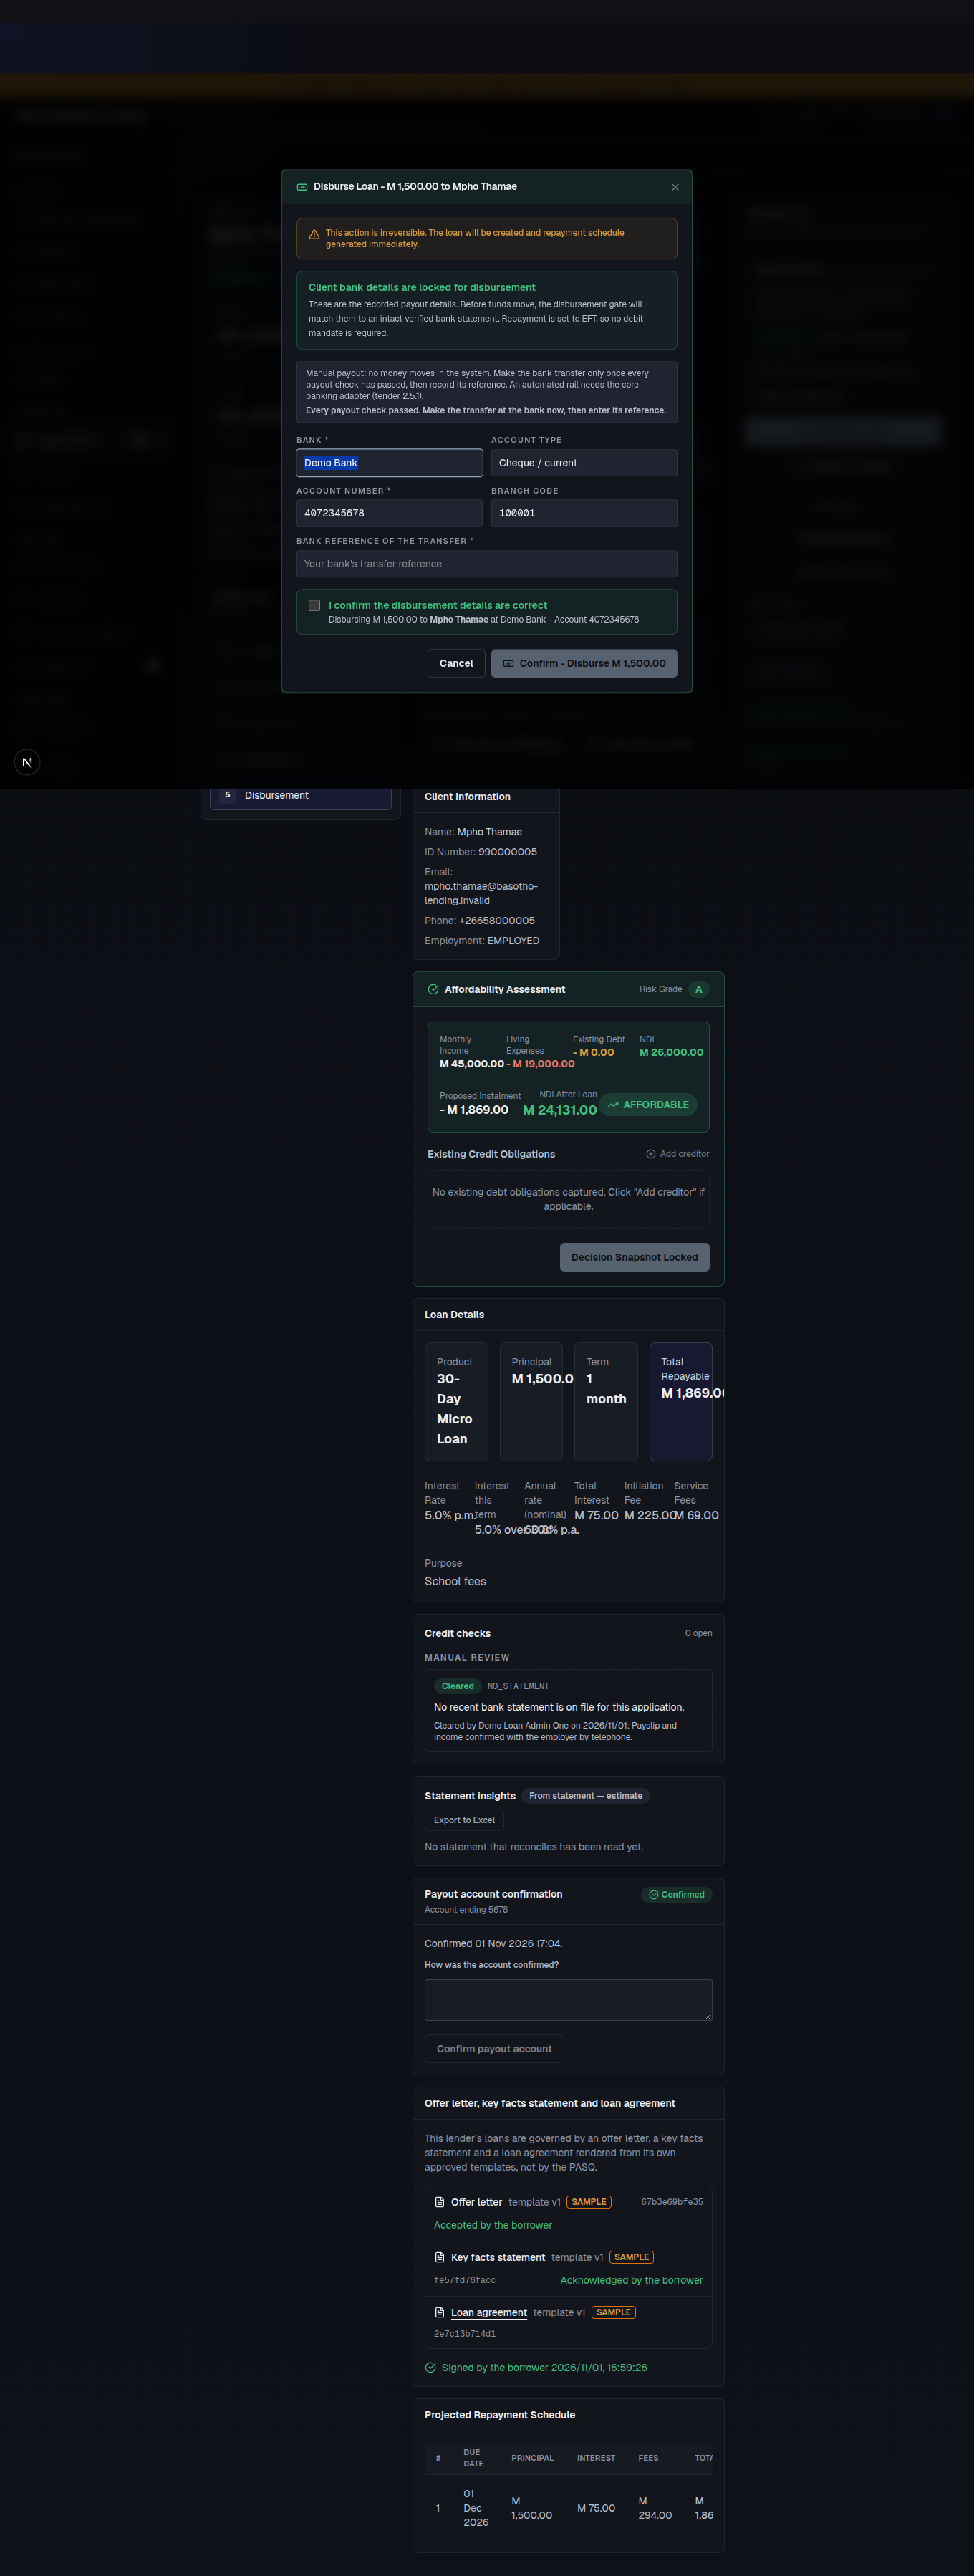 Disburse Loan - M 1,500.00 to Mpho Thamae
This action is irreversible. The loan will be created and repayment schedule
generated immediately.
Client bank details are locked for disbursement
These are the recorded payout details. Before funds move, the disbursement gate will
match them to an intact verified bank statement. Repayment is set to EFT, so no debit
mandate is required.
Manual payout: no money moves in the system. Make the bank transfer only once every
payout check has passed, then record its reference. An automated rail needs the core
banking adapter (tender 2.5.1).
Every payout check passed. Make the transfer at the bank now, then enter its reference.
BANK * ACCOUNT TYPE
Demo Bank Cheque / current
ACCOUNT NUMBER * BRANCH CODE
4072345678 100001
BANK REFERENCE OF THE TRANSFER *
Your bank's transfer reference
I confirm the disbursement details are correct
Disbursing M 1,500.00 to Mpho Thamae at Demo Bank - Account 4072345678
Cancel Confirm - Disburse M 1,500.00
N
5 Disbursement
Client Information
Name: Mpho Thamae
ID Number: 990000005
Email:
mpho.thamae@basotho-
lending.invalid
Phone: +26658000005
Employment: EMPLOYED
Affordability Assessment Risk Grade A
Monthly Living Existing Debt NDI
Income Expenses - M 0.00 M 26,000.00
M 45,000.00 - M 19,000.00
Proposed Instalment NDI After Loan
- M 1,869.00 M 24,131.00 AFFORDABLE
Existing Credit Obligations Add creditor
No existing debt obligations captured. Click "Add creditor" if
applicable.
Decision Snapshot Locked
Loan Details
Product Principal Term Total
30- M 1,500.0 1 Repayable
Day month M 1,869.0
Micro
Loan
Interest Interest Annual Total Initiation Service
Rate this rate Interest Fee Fees
5.0% p.m. term (nominal) M 75.00 M 225.00 M 69.00
5.0% over % p.a.
Purpose
School fees
Credit checks 0 open
MANUAL REVIEW
Cleared NO_STATEMENT
No recent bank statement is on file for this application.
Cleared by Demo Loan Admin One on 2026/11/01: Payslip and
income confirmed with the employer by telephone.
Statement Insights From statement — estimate
Export to Excel
No statement that reconciles has been read yet.
Payout account confirmation Confirmed
Account ending 5678
Confirmed 01 Nov 2026 17:04.
How was the account confirmed?
Confirm payout account
Offer letter, key facts statement and loan agreement
This lender's loans are governed by an offer letter, a key facts
statement and a loan agreement rendered from its own
approved templates, not by the PASQ.
Offer letter template v1 SAMPLE 67b3e69bfe35
Accepted by the borrower
Key facts statement template v1 SAMPLE
fe57fd76facc Acknowledged by the borrower
Loan agreement template v1 SAMPLE
2e7c13b714d1
Signed by the borrower 2026/11/01, 16:59:26
Projected Repayment Schedule
# DUE DATE PRINCIPAL INTEREST FEES TOTA
1 01 Dec 2026 M 1,500.00 M 75.00 M 294.00 M 1,86